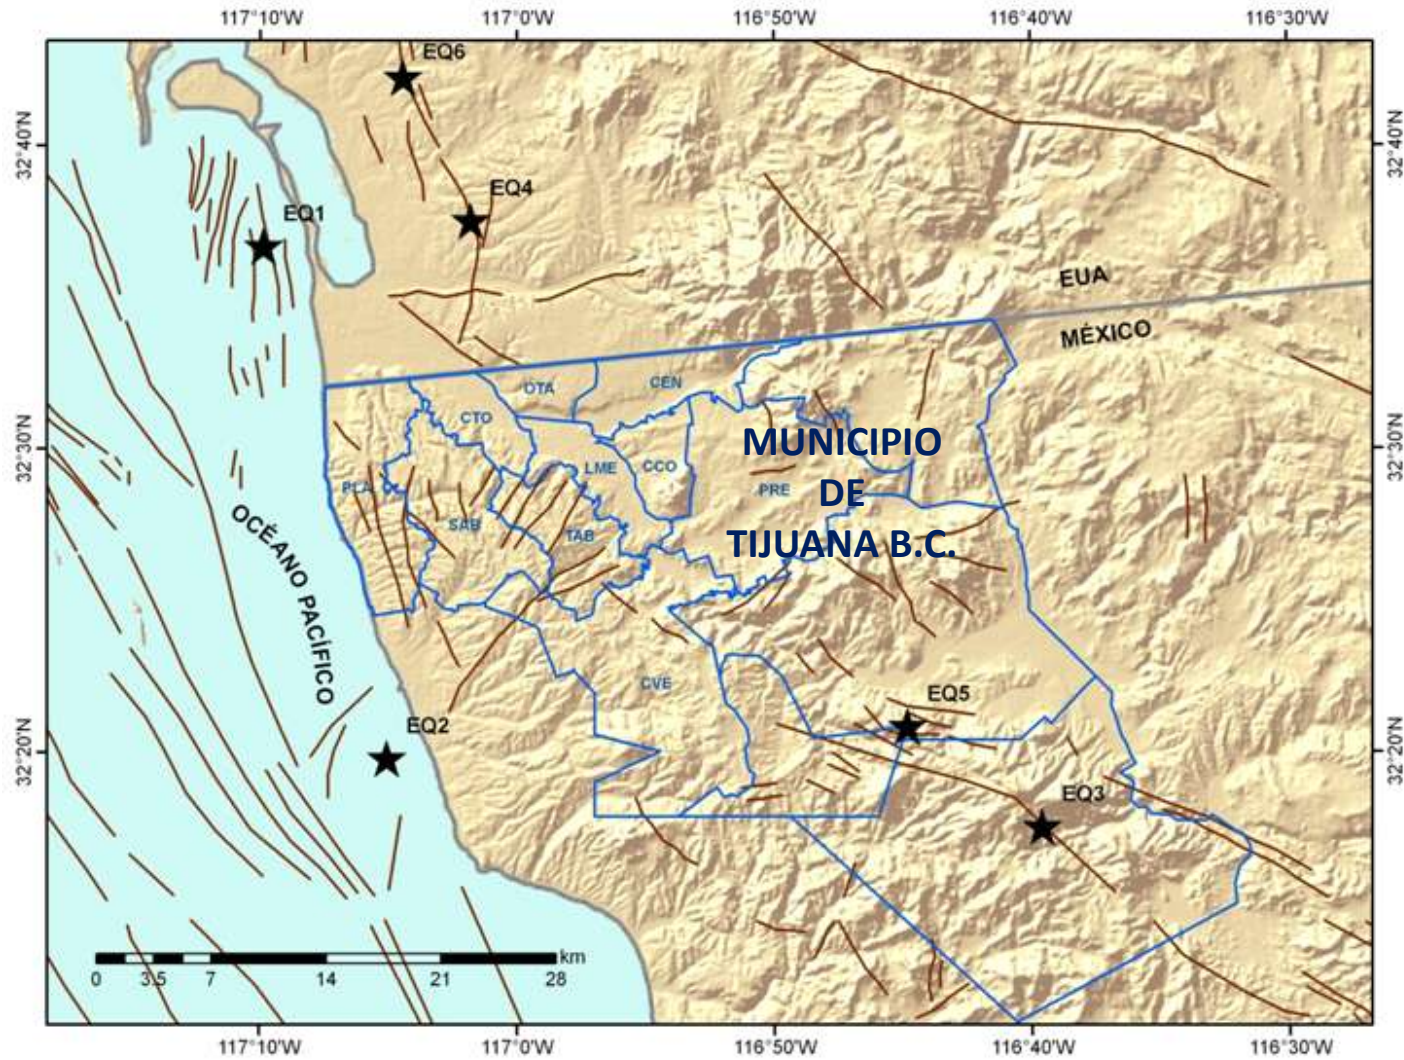 117°10'W 117°0'W 116°50'W 116°40'W 116°30'W
EQ6
32°40'N
32°40'N
EQ4
EQ1
EUA
MÉXICO
OTA
CEN
CTO
32°30'N
32°30'N
MUNICIPIO
DE
TIJUANA B.C.
LME
CCO
PLA
PRE
SAB
TAB
OCÉANO PACÍFICO
CVE
EQ5
EQ2
32°20'N
32°20'N
EQ3
km
0 3.5 7 14 21 28
117°10'W 117°0'W 116°50'W 116°40'W 116°30'W